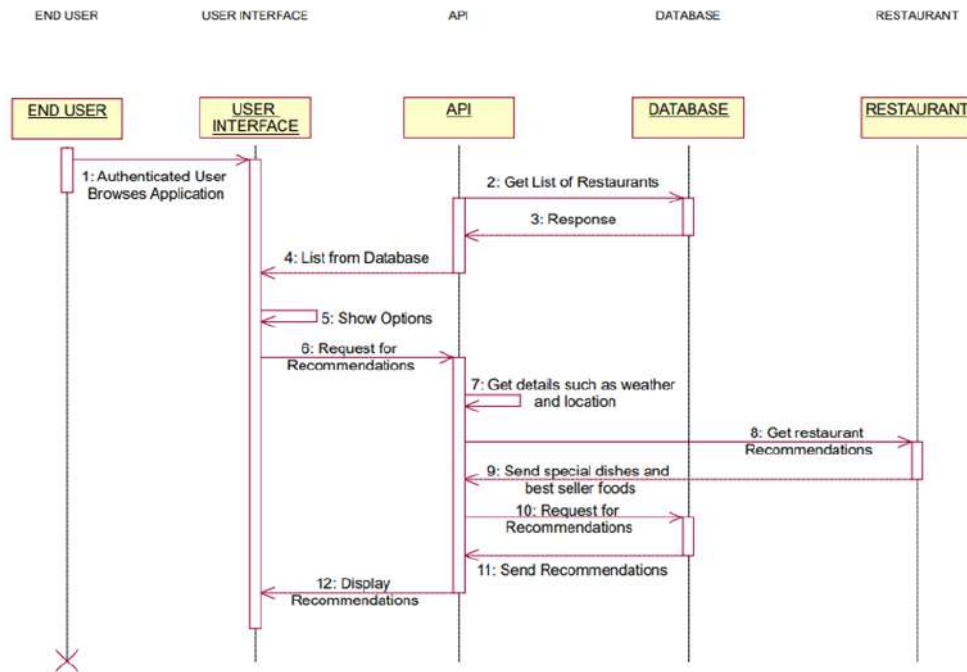 END USER
USER INTERFACE
API
DATABASE
RESTAURANT
END USER
USER
INTERFACE
API
DATABASE
RESTAURANT
1: Authenticated User
Browses Application
2: Get List of Restaurants
3: Response
4: List from Database
5: Show Options
6: Request for
Recommendations
7: Get details such as weather
and location
8: Get restaurant
Recommendations
9: Send special dishes and
best seller foods
10: Request for
Recommendations
11: Send Recommendations
12: Display
Recommendations